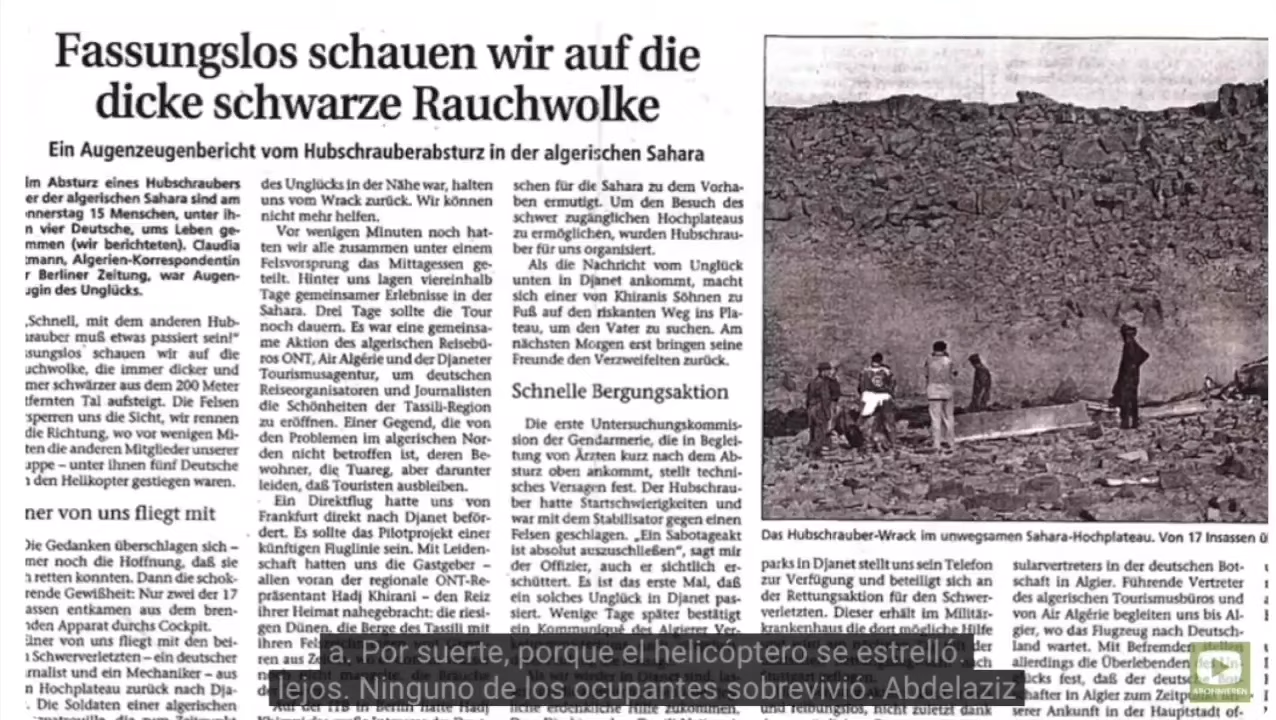 Fassungslos schauen wir auf die
dicke schwarze Rauchwolke
Ein Augenzeugenbericht vom Hubschrauberabsturz in der algerischen Sahara
im Absturz eines Hubschraubers
er der algerischen Sahara sind am
nnerstag 15 Menschen, unter ih-
n vier Deutsche, ums Leben ge-
mmen (wir berichteten). Claudia
mann, Algerien-Korrespondentin
r Berliner Zeitung, war Augen-
ugin des Unglücks.
„Schnell, mit dem anderen Hub-
hrauber muß etwas passiert sein!“
ssungslos schauen wir auf die
uchwolke, die immer dicker und
mer schwärzer aus dem 200 Meter
tfernten Tal aufsteigt. Die Felsen
sperren uns die Sicht, wir rennen
die Richtung, wo vor wenigen Mi-
ten die anderen Mitglieder unserer
uppe – unter ihnen fünf Deutsche
n den Helikopter gestiegen waren.
ner von uns fliegt mit
Die Gedanken überschlagen sich –
mer noch die Hoffnung, daß sie
h retten konnten. Dann die schok-
rende Gewißheit: Nur zwei der 17
assen entkamen aus dem bren-
nden Apparat durchs Cockpit.
Einer von uns fliegt mit den bei-
n Schwerverletzten – ein deutscher
rnalist und ein Mechaniker – aus
n Hochplateau zurück nach Dja-
. Die Soldaten einer algerischen
des Unglücks in der Nähe war, halten
uns vom Wrack zurück. Wir können
nicht mehr helfen.
Vor wenigen Minuten noch hat-
ten wir alle zusammen unter einem
Felsvorsprung das Mittagessen ge-
teilt. Hinter uns lagen viereinhalb
Tage gemeinsamer Erlebnisse in der
Sahara. Drei Tage sollte die Tour
noch dauern. Es war eine gemeinsa-
me Aktion des algerischen Reisebü-
ros ONT, Air Algérie und der Djaneter
Tourismusagentur, um deutschen
Reiseorganisatoren und Journalisten
die Schönheiten der Tassili-Region
zu eröffnen. Einer Gegend, die von
den Problemen im algerischen Nor-
den nicht betroffen ist, deren Be-
wohner, die Tuareg, aber darunter
leiden, daß Touristen ausbleiben.
Ein Direktflug hatte uns von
Frankfurt direkt nach Djanet beför-
dert. Es sollte das Pilotprojekt einer
künftigen Fluglinie sein. Mit Leiden-
schaft hatten uns die Gastgeber –
allen voran der regionale ONT-Re-
präsentant Hadj Khirani – den Reiz
ihrer Heimat nahegebracht: die riesi-
gen Dünen, die Berge des Tassili mit
ihren
ren aus
schen für die Sahara zu dem Vorha-
ben ermutigt. Um den Besuch des
schwer zugänglichen Hochplateaus
zu ermöglichen, wurden Hubschrau-
ber für uns organisiert.
Als die Nachricht vom Unglück
unten in Djanet ankommt, macht
sich einer von Khiranis Söhnen zu
Fuß auf den riskanten Weg ins Pla-
teau, um den Vater zu suchen. Am
nächsten Morgen erst bringen seine
Freunde den Verzweifelten zurück.
Schnelle Bergungsaktion
Die erste Untersuchungskommis-
sion der Gendarmerie, die in Beglei-
tung von Ärzten kurz nach dem Ab-
sturz oben ankommt, stellt techni-
sches Versagen fest. Der Hubschrau-
ber hatte Startschwierigkeiten und
war mit dem Stabilisator gegen einen
Felsen geschlagen. „Ein Sabotageakt
ist absolut auszuschließen“, sagt mir
der Offizier, auch er sichtlich er-
schüttert. Es ist das erste Mal, daß
ein solches Unglück in Djanet pas-
siert. Wenige Tage später bestätigt
ein Kommuniqué des Algierer Ver-
Das Hubschrauber-Wrack im unwegsamen Sahara-Hochplateau. Von 17 Insassen ü
parks in Djanet stellt uns sein Telefon
zur Verfügung und beteiligt sich an
der Rettungsaktion für den Schwer-
verletzten. Dieser erhält im Militär-
krankenhaus die dort mögliche Hilfe
sularvertreters in der deutschen Bot-
schaft in Algier. Führende Vertreter
des algerischen Tourismusbüros und
von Air Algérie begleiten uns bis Al-
gier, wo das Flugzeug nach Deutsch-
land wartet. Mit Befremden
allerdings die Überlebenden
glücks fest, daß der deutsche
schafter in Algier zum
serer Ankunft in der Hauptstadt of-
a. Por suerte, porque el helicóptero se estrelló.
lejos. Ninguno de los ocupantes sobrevivió. Abdelaziz
ABONNIEREN